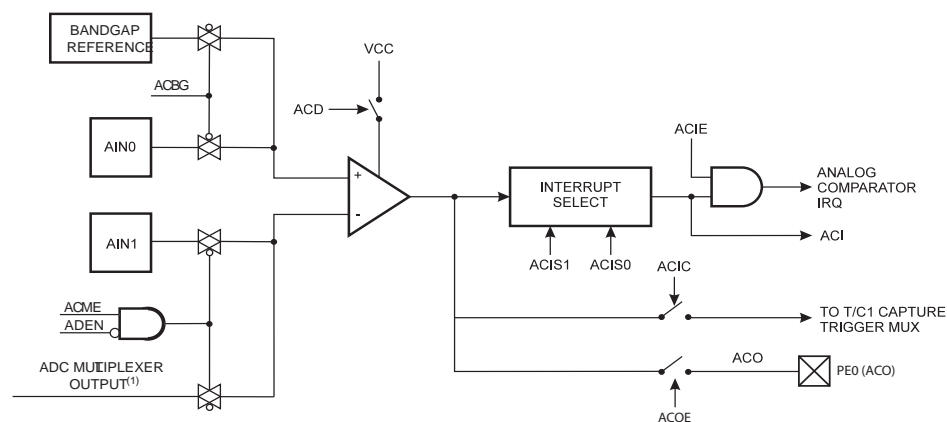 BANDGAP
REFERENCE
ACBG
AIN0
AIN1
ACME
ADEN
ADC MULTIPLEXER
OUTPUT(1)
VCC
ACD
+
-
INTERRUPT
SELECT
ACIS1
ACIS0
ACIE
ANALOG
COMPARATOR
IRQ
ACI
ACIC
TO T/C1 CAPTURE
TRIGGER MUX
ACO
PE0 (ACO)
ACOE